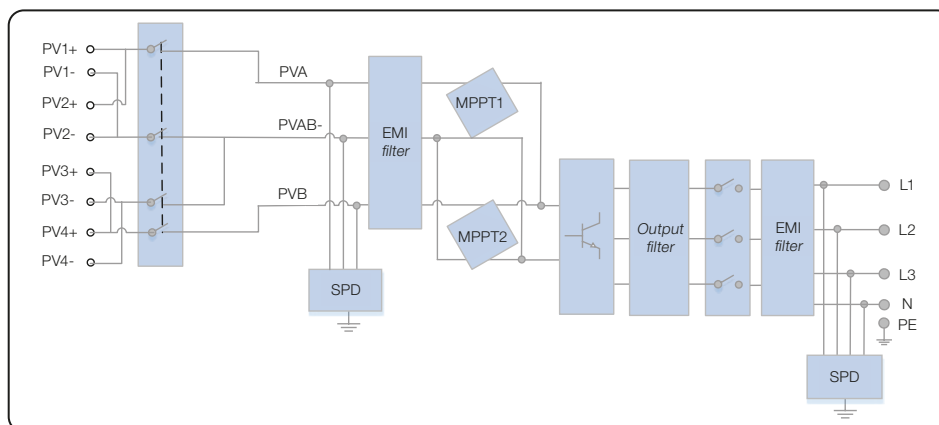 PV1+
PV1-
PV2+
PV2-
PV3+
PV3-
PV4+
PV4-
PVA
PVAB-
PVB
SPD
EMI
filter
MPPT1
MPPT2
Output
filter
EMI
filter
L1
L2
L3
N
PE
SPD